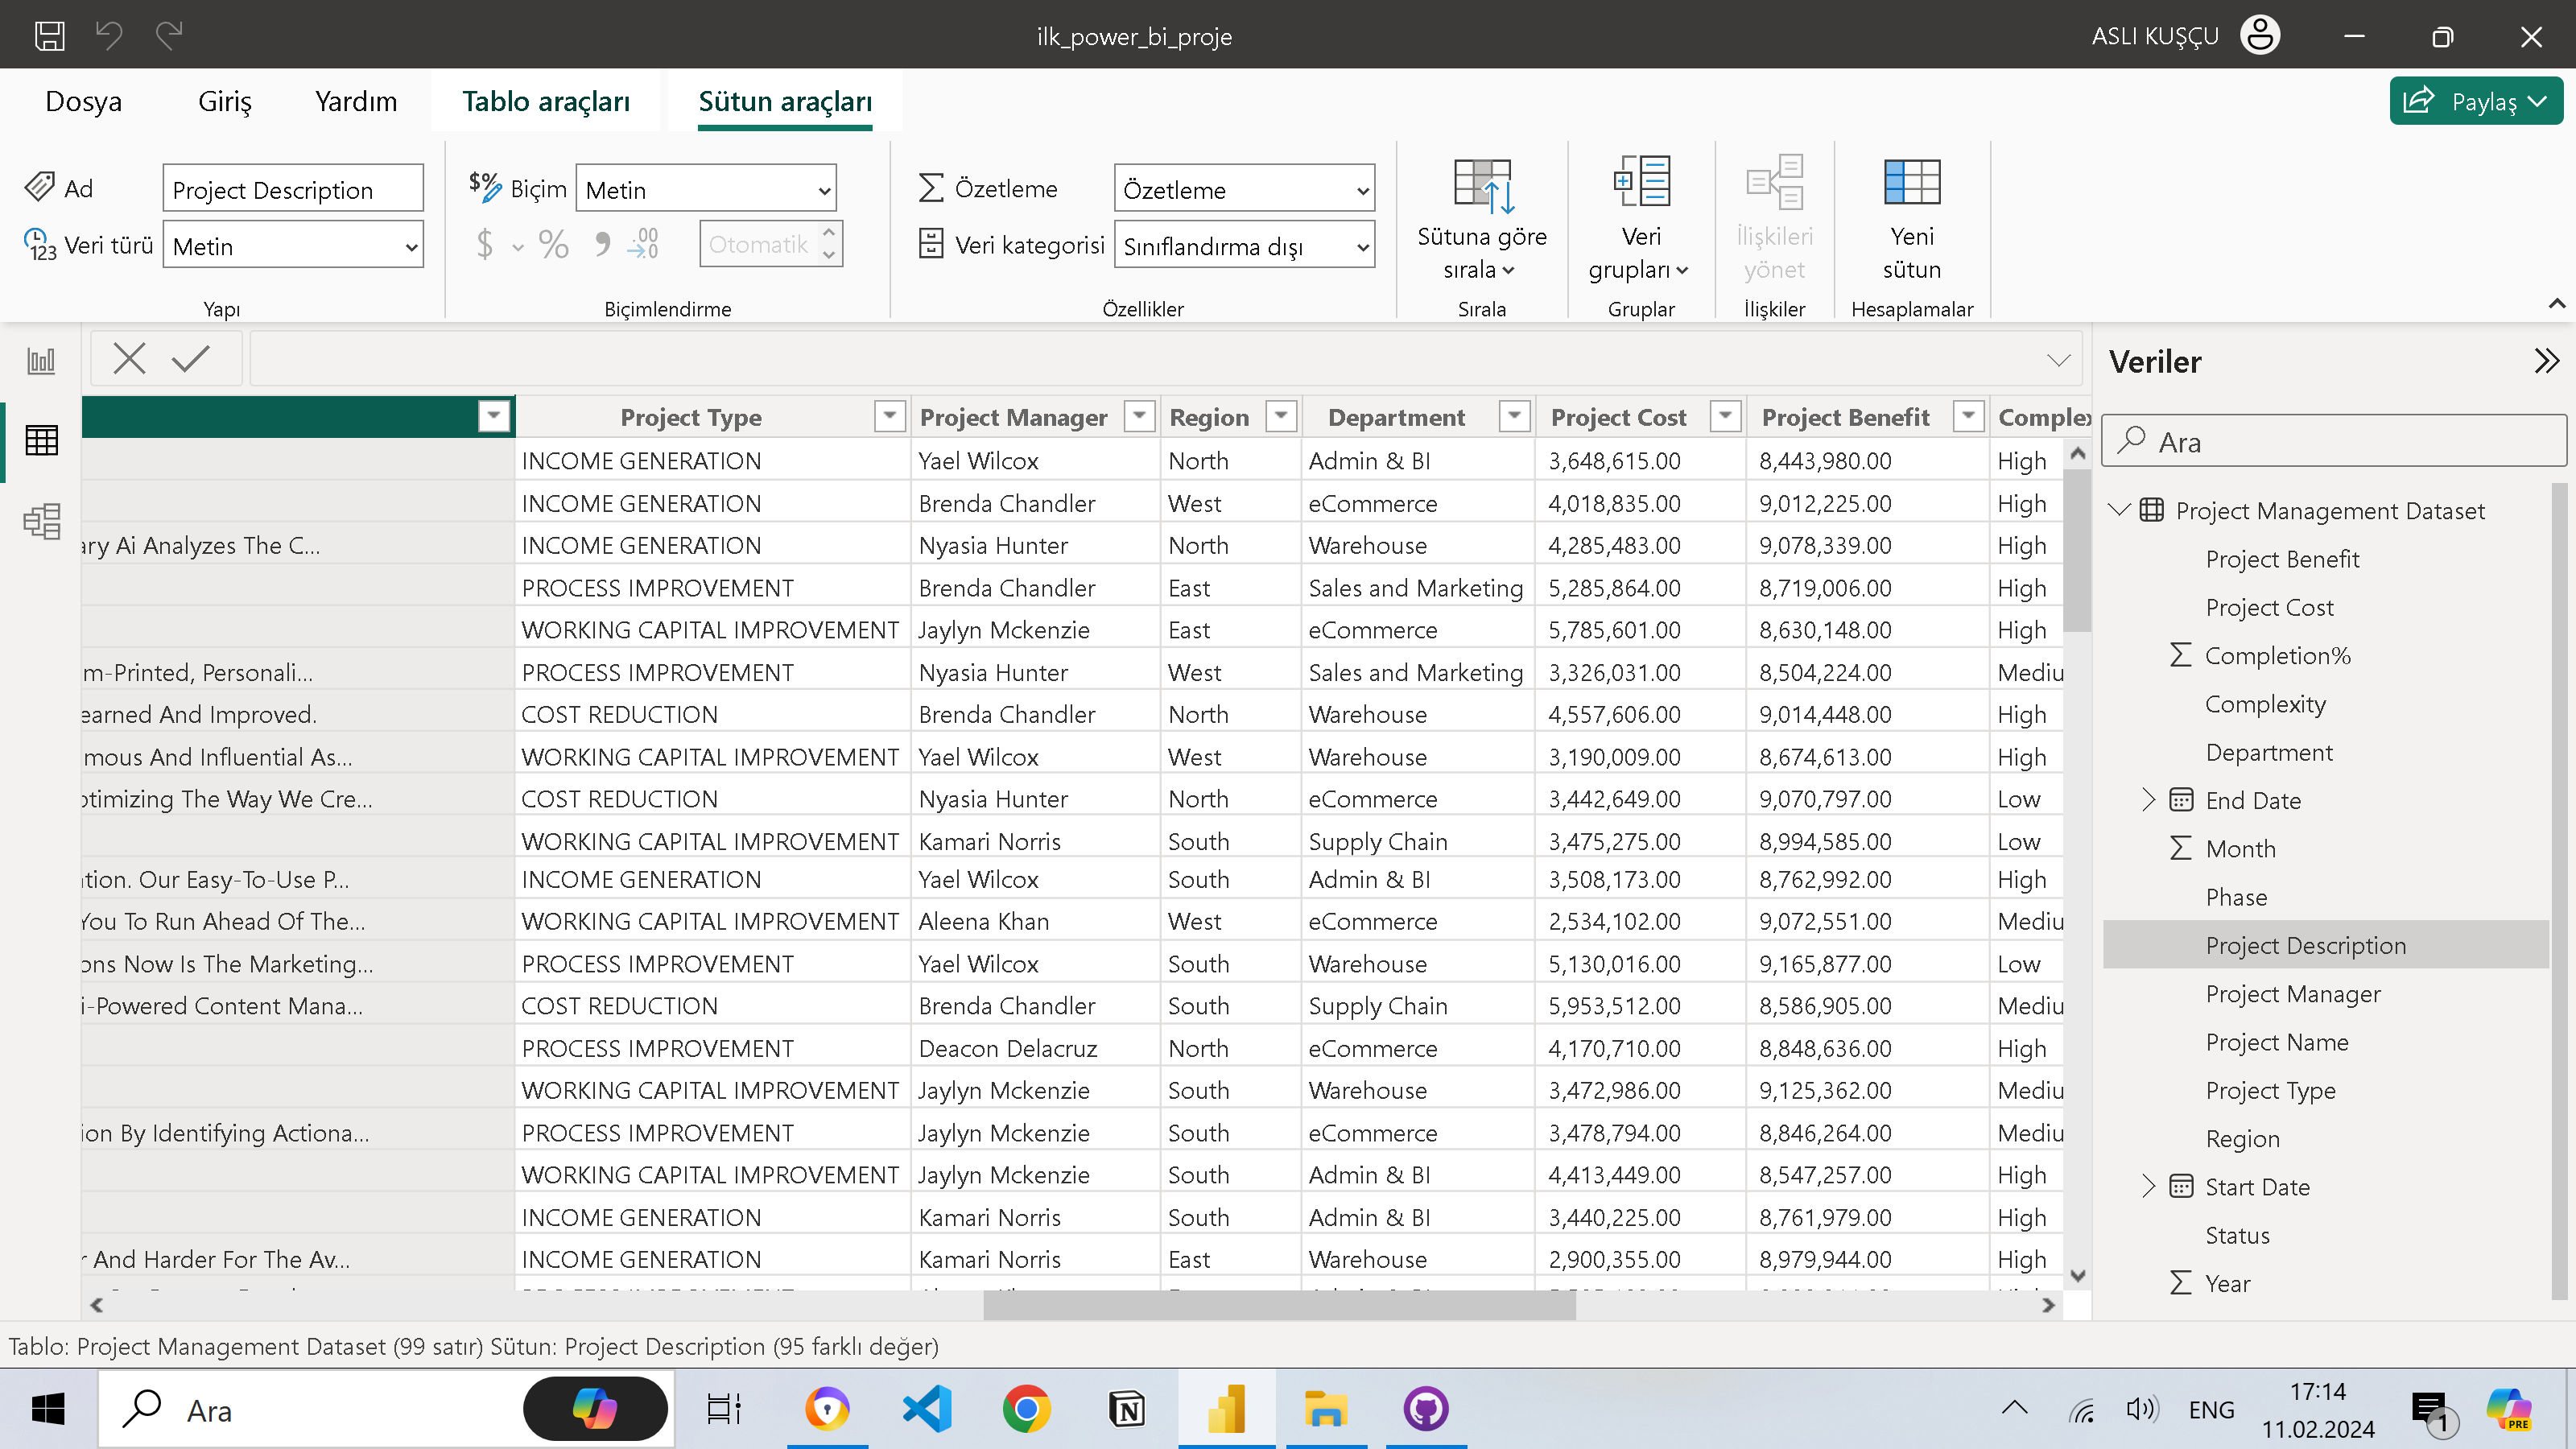 ilk_power_bi_proje
ASLI KUŞÇU
Dosya Giriş Yardım Tablo araçları Sütun araçları Paylaş
Ad Project Description
Veri türü Metin
Yapı
Biçim Metin
$ % Otomatik
Biçimlendirme
Özetleme Özetleme
Veri kategorisi Sınıflandırma dışı
Özellikler
Sütuna göre
sırala
Sırala
Veri
grupları
Gruplar
İlişkileri
yönet
İlişkiler
Yeni
sütun
Hesaplamalar
Project Type Project Manager Region Department Project Cost Project Benefit Complex
INCOME GENERATION Yael Wilcox North Admin & BI 3,648,615.00 8,443,980.00 High
INCOME GENERATION Brenda Chandler West eCommerce 4,018,835.00 9,012,225.00 High
ary Ai Analyzes The C... INCOME GENERATION Nyasia Hunter North Warehouse 4,285,483.00 9,078,339.00 High
PROCESS IMPROVEMENT Brenda Chandler East Sales and Marketing 5,285,864.00 8,719,006.00 High
WORKING CAPITAL IMPROVEMENT Jaylyn Mckenzie East eCommerce 5,785,601.00 8,630,148.00 High
m-Printed, Personali... PROCESS IMPROVEMENT Nyasia Hunter West Sales and Marketing 3,326,031.00 8,504,224.00 Mediu
earned And Improved. COST REDUCTION Brenda Chandler North Warehouse 4,557,606.00 9,014,448.00 High
mous And Influential As... WORKING CAPITAL IMPROVEMENT Yael Wilcox West Warehouse 3,190,009.00 8,674,613.00 High
ptimizing The Way We Cre... COST REDUCTION Nyasia Hunter North eCommerce 3,442,649.00 9,070,797.00 Low
WORKING CAPITAL IMPROVEMENT Kamari Norris South Supply Chain 3,475,275.00 8,994,585.00 Low
tion. Our Easy-To-Use P... INCOME GENERATION Yael Wilcox South Admin & BI 3,508,173.00 8,762,992.00 High
You To Run Ahead Of The... WORKING CAPITAL IMPROVEMENT Aleena Khan West eCommerce 2,534,102.00 9,072,551.00 Mediu
ons Now Is The Marketing... PROCESS IMPROVEMENT Yael Wilcox South Warehouse 5,130,016.00 9,165,877.00 Low
i-Powered Content Mana... COST REDUCTION Brenda Chandler South Supply Chain 5,953,512.00 8,586,905.00 Mediu
PROCESS IMPROVEMENT Deacon Delacruz North eCommerce 4,170,710.00 8,848,636.00 High
WORKING CAPITAL IMPROVEMENT Jaylyn Mckenzie South Warehouse 3,472,986.00 9,125,362.00 Mediu
ion By Identifying Actiona... PROCESS IMPROVEMENT Jaylyn Mckenzie South eCommerce 3,478,794.00 8,846,264.00 Mediu
WORKING CAPITAL IMPROVEMENT Jaylyn Mckenzie South Admin & BI 4,413,449.00 8,547,257.00 High
INCOME GENERATION Kamari Norris South Admin & BI 3,440,225.00 8,761,979.00 High
r And Harder For The Av... INCOME GENERATION Kamari Norris East Warehouse 2,900,355.00 8,979,944.00 High
Veriler
Ara
Project Management Dataset
Project Benefit
Project Cost
Completion%
Complexity
Department
End Date
Month
Phase
Project Description
Project Manager
Project Name
Project Type
Region
Start Date
Status
Year
Tablo: Project Management Dataset (99 satır) Sütun: Project Description (95 farklı değer)
Ara
ENG
17:14
11.02.2024
1
PRE